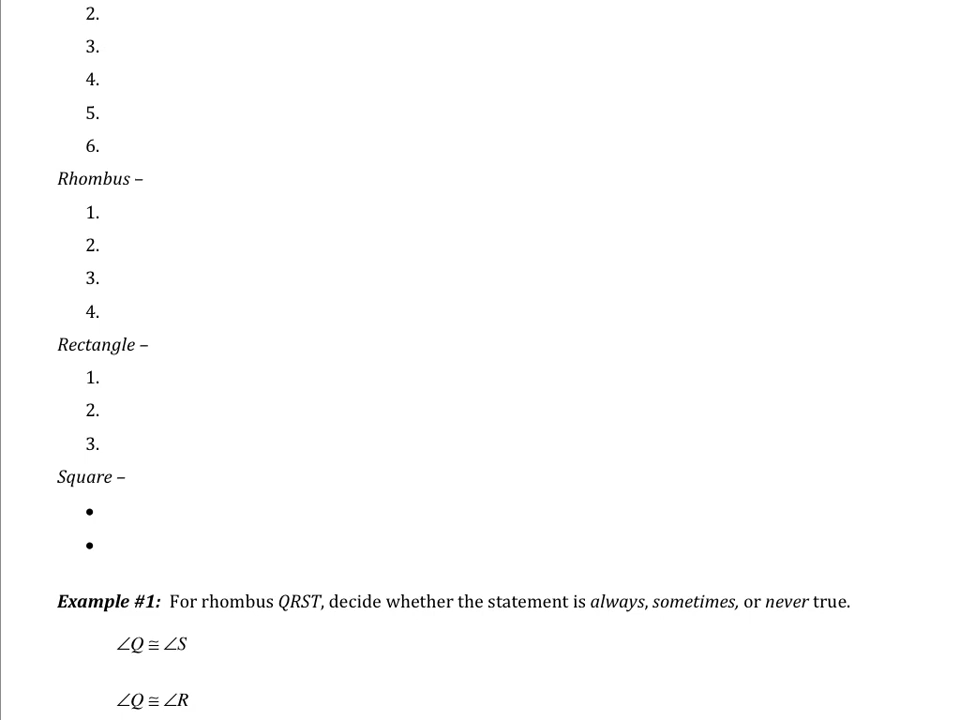 2.
3.
4.
5.
6.
Rhombus –
1.
2.
3.
4.
Rectangle –
1.
2.
3.
Square –
•
•
Example #1: For rhombus QRST, decide whether the statement is always, sometimes, or never true.
∠Q ≅ ∠S
∠Q ≅ ∠R